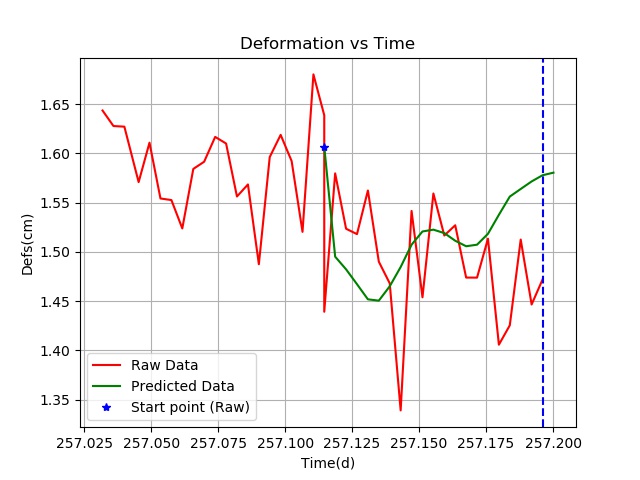 Deformation vs Time
Defs(cm)
1.65
1.60
1.55
1.50
1.45
1.40
1.35
Raw Data
Predicted Data
Start point (Raw)
257.025 257.050 257.075 257.100 257.125 257.150 257.175 257.200
Time(d)